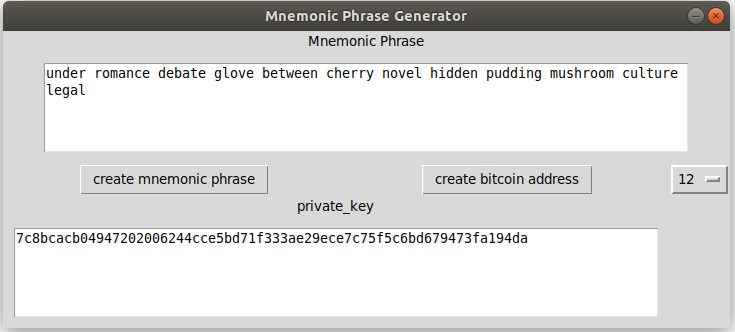 Mnemonic Phrase Generator
Mnemonic Phrase
under romance debate glove between cherry novel hidden pudding mushroom culture
legal
create mnemonic phrase
create bitcoin address
12
private_key
7c8bcacb04947202006244cce5bd71f333ae29ece7c75f5c6bd679473fa194da